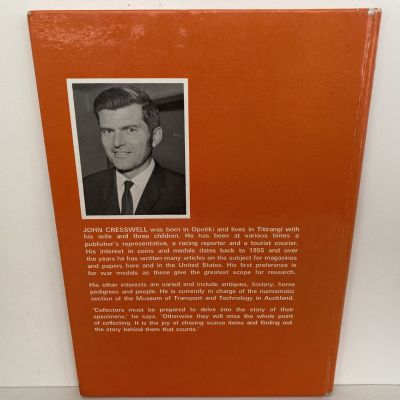 JOHN CRESSWELL was born in Opotiki and lives in Titirangi with
his wife and three children. He has been at various times a
publisher's representative, a racing reporter and a tourist courier.
His interest in coins and medals dates back to 1955 and over
the years he has written many articles on the subject for magazines
and papers here and in the United States. His first preference is
for war medals as these give the greatest scope for research.
His other interests are varied and include antiques, history, horse
pedigrees and people. He is currently in charge of the numismatic
section of the Museum of Transport and Technology in Auckland.
'Collectors must be prepared to delve into the story of their
specimens,' he says. 'Otherwise they will miss the whole point
of collecting. It is the joy of chasing scarce items and finding out
the story behind them that counts.'